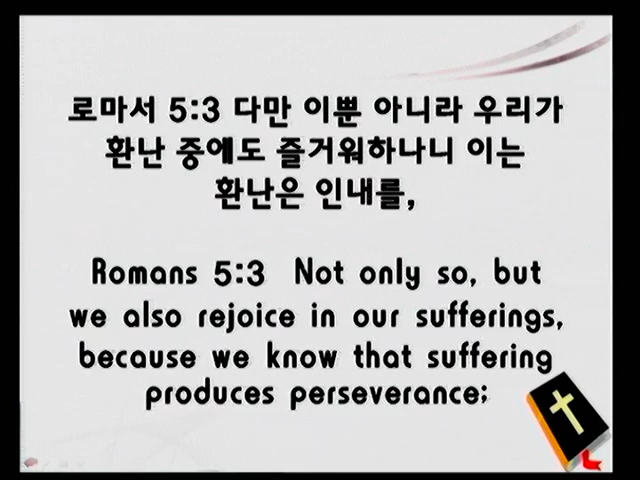 로마서 5:3 다만 이뿐 아니라 우리가
환난 중에도 즐거워하나니 이는
환난은 인내를,
Romans 5:3 Not only so, but
we also rejoice in our sufferings,
because we know that suffering
produces perseverance;